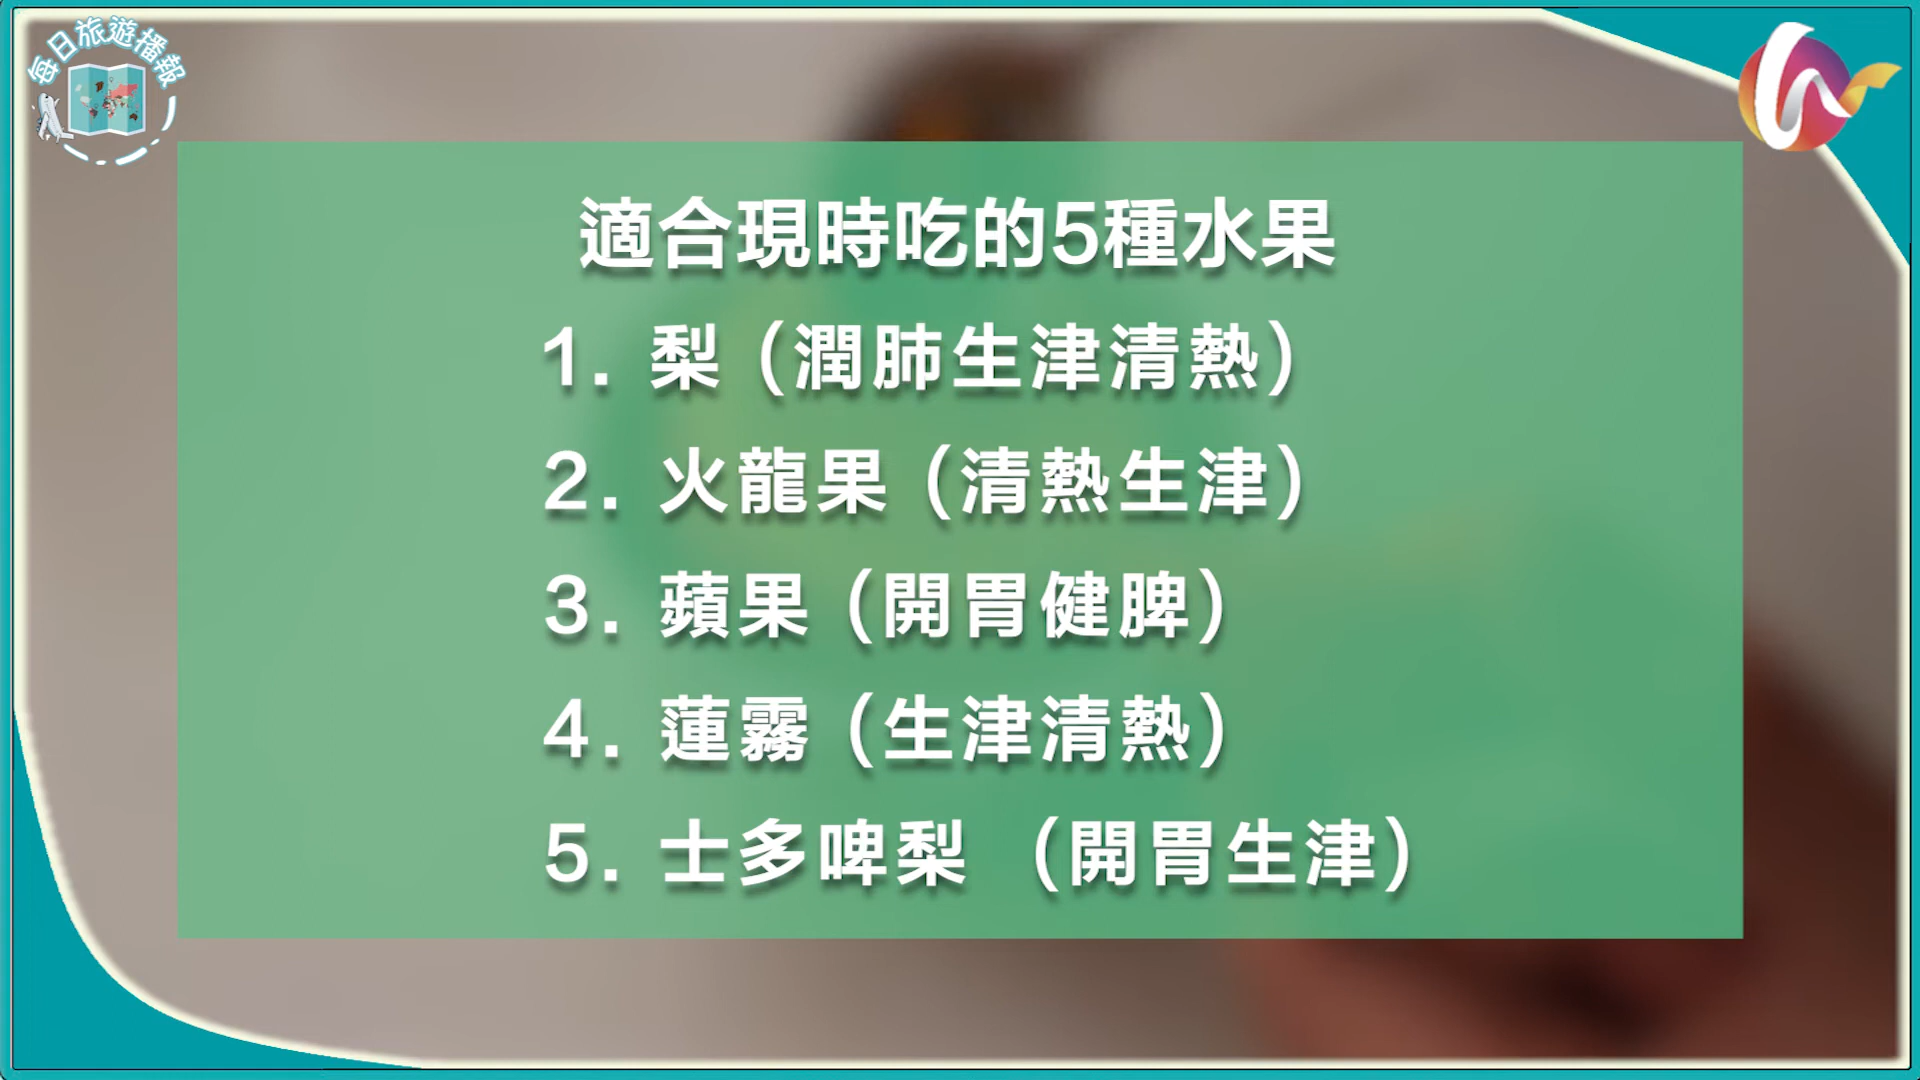 每日旅遊播報
適合現時吃的5種水果
1. 梨（潤肺生津清熱）
2. 火龍果（清熱生津）
3. 蘋果（開胃健脾）
4. 蓮霧（生津清熱）
5. 士多啤梨 （開胃生津）